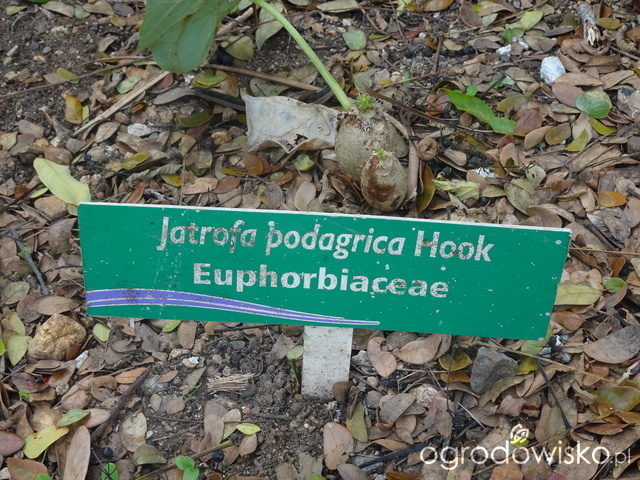 Jatrofa podagrica Hook
Euphorbiaceae
ogrodowisko.pl